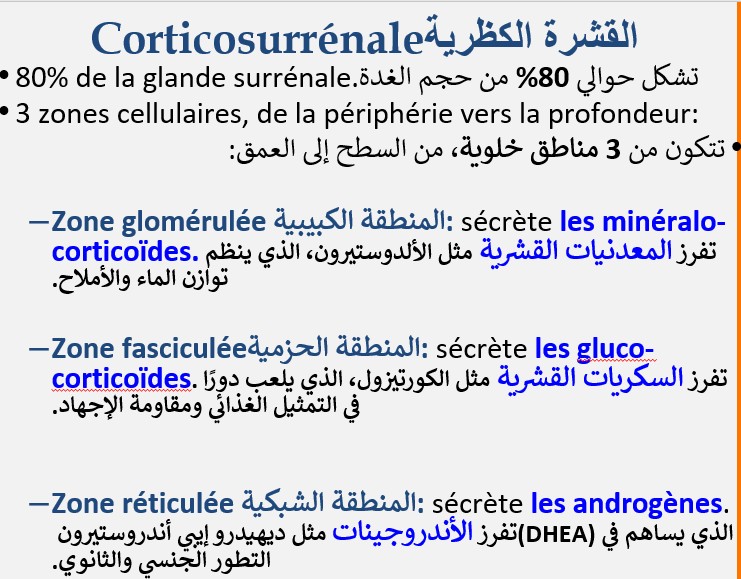 Corticosurrénaleالقشرة الكظرية
• 80% de la glande surrénale.تشكل حوالي 80% من حجم الغدة
• 3 zones cellulaires, de la périphérie vers la profondeur:
• تتكون من 3 مناطق خلوية، من السطح إلى العمق:
–Zone glomérulée المنطقة الكبيبية: sécrète les minéralo-
corticoïdes. تفرز المعدنيات القشرية مثل الألدوستيرون، الذي ينظم
توازن الماء والأملاح.
–Zone fasciculéeالمنطقة الحزمية: sécrète les gluco-
corticoïdes. تفرز السكريات القشرية مثل الكورتيزول، الذي يلعب دورًا
في التمثيل الغذائي ومقاومة الإجهاد.
–Zone réticulée المنطقة الشبكية: sécrète les androgènes.
تفرز الأندروجينات مثل ديهيدرو إيبي أندروستيرون(DHEA) الذي يساهم في
التطور الجنسي والثانوي.